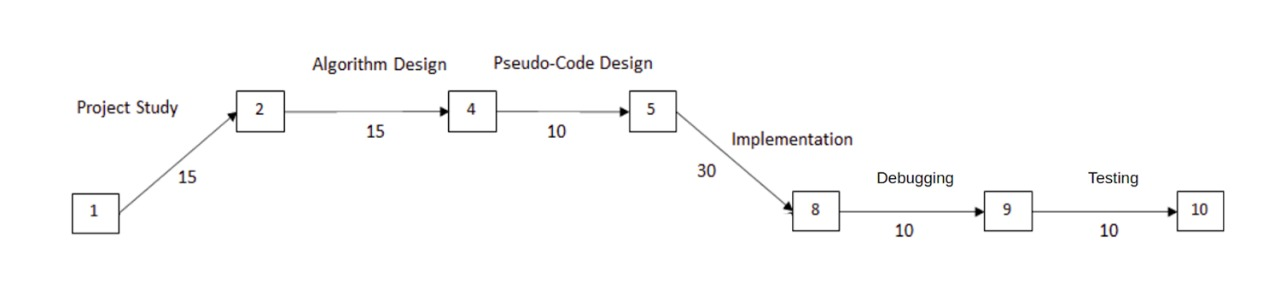 Algorithm Design
Pseudo-Code Design
Project Study
2
4
5
15
10
Implementation
15
30
Debugging
Testing
1
8
9
10
10
10